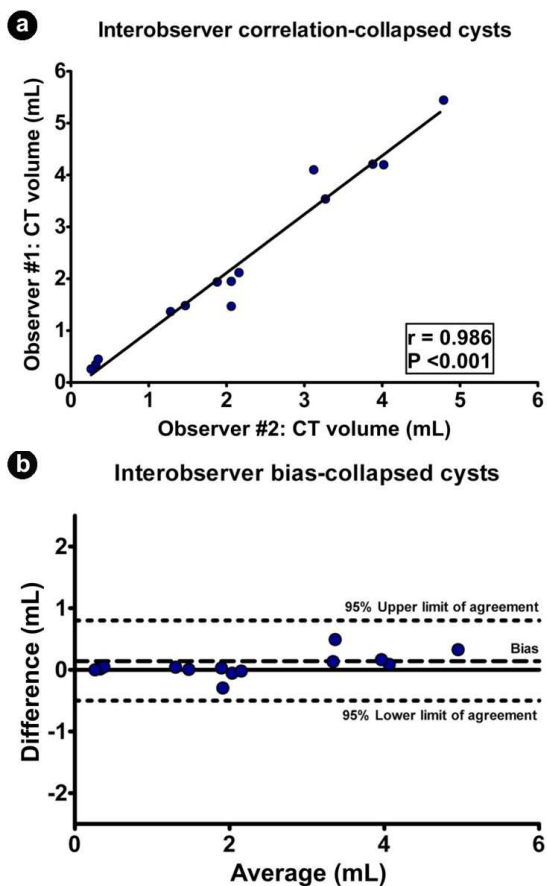 a
Interobserver correlation-collapsed cysts
Observer #1: CT volume (mL)
6
5
4
3
2
1
0
r = 0.986
P <0.001
0 1 2 3 4 5 6
Observer #2: CT volume (mL)
b
Interobserver bias-collapsed cysts
Difference (mL)
2
1
0
-1
-2
95% Upper limit of agreement
Bias
95% Lower limit of agreement
0 2 4 6
Average (mL)